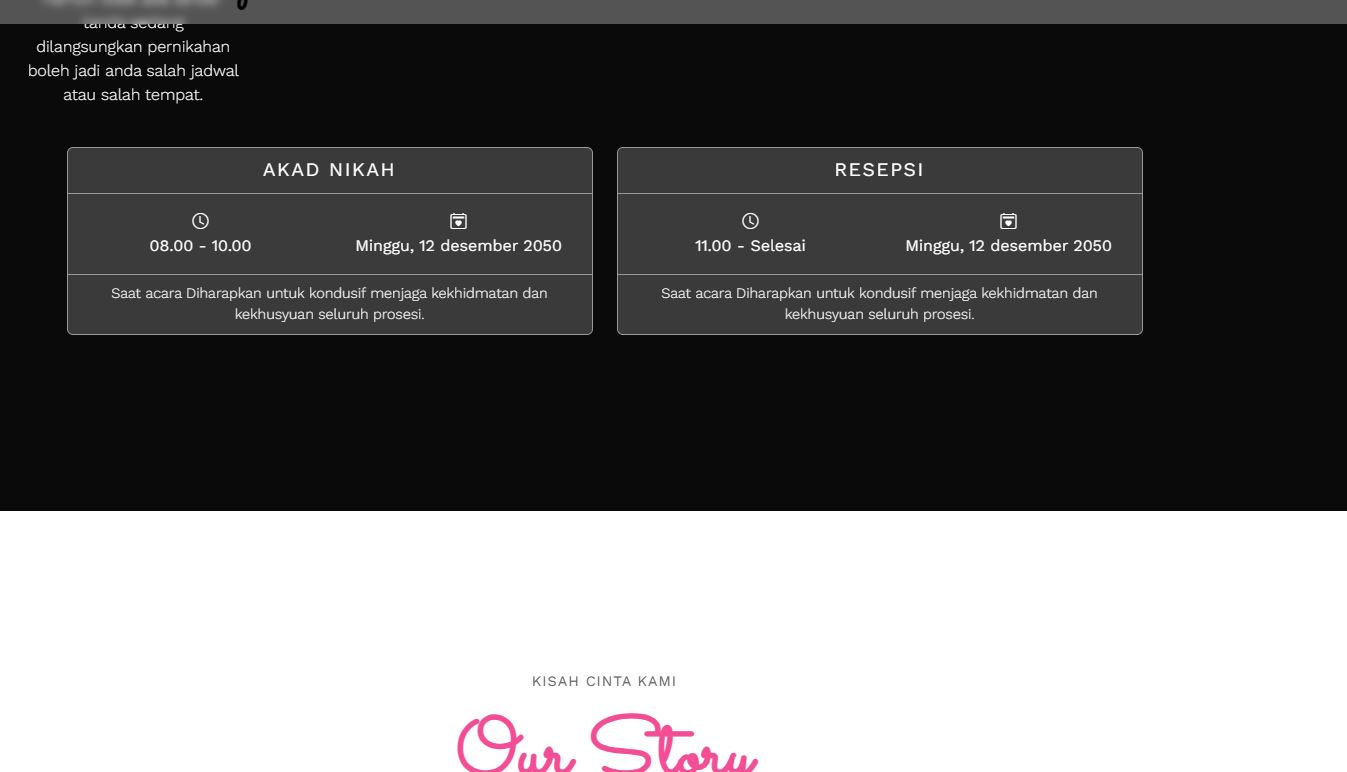 tanda sedang
dilangsungkan pernikahan
boleh jadi anda salah jadwal
atau salah tempat.
AKAD NIKAH
08.00 - 10.00
Minggu, 12 desember 2050
Saat acara Diharapkan untuk kondusif menjaga kekhidmatan dan
kekhusyuan seluruh prosesi.
RESEPSI
11.00 - Selesai
Minggu, 12 desember 2050
Saat acara Diharapkan untuk kondusif menjaga kekhidmatan dan
kekhusyuan seluruh prosesi.
KISAH CINTA KAMI
Our Story